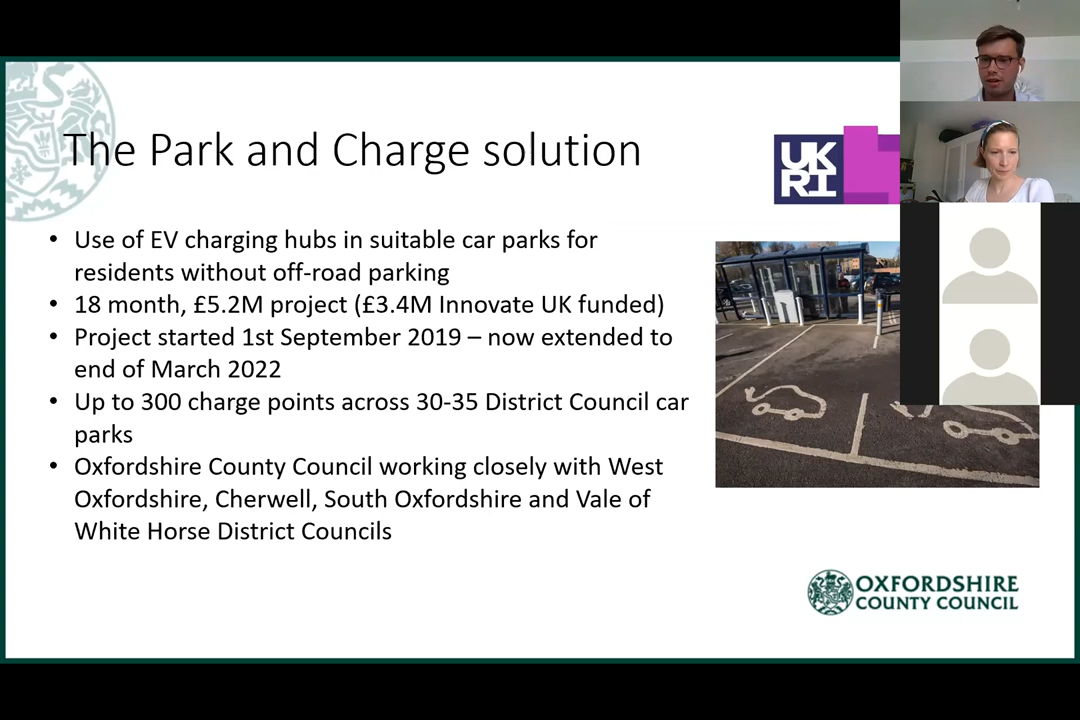 The Park and Charge solution
UK
RI
• Use of EV charging hubs in suitable car parks for
residents without off-road parking
• 18 month, £5.2M project (£3.4M Innovate UK funded)
• Project started 1st September 2019 – now extended to
end of March 2022
• Up to 300 charge points across 30-35 District Council car
parks
• Oxfordshire County Council working closely with West
Oxfordshire, Cherwell, South Oxfordshire and Vale of
White Horse District Councils
OXFORDSHIRE
COUNTY COUNCIL